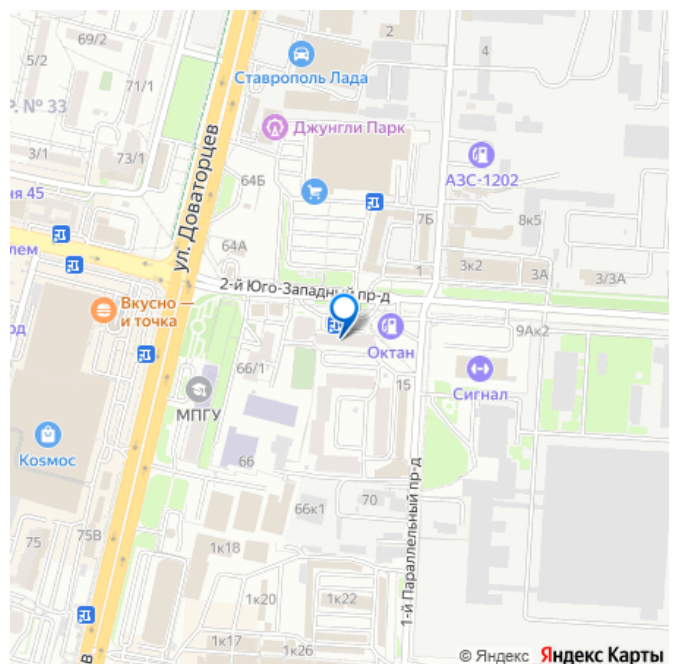 69/2
2
5/2
Ставрополь Лада
4
71/1
Р. № 33
Джунгли Парк
3/1
73/1
ул. Доваторцев
64Б
АЗС-1202
ня 45
7Б
8к5
лем
64А
1
3к2
3А
3/3А
2-й Юго-Западный пр-д
Вкусно —
и точка
рд
Октан
9Ак2
66/1
15
Сигнал
МПГУ
Коѕмос
66
70
66к1
1-й Параллельный пр-д
75
75В
1к18
1к20
1к22
1к17
1к26
в
© Яндекс Яндекс Карты